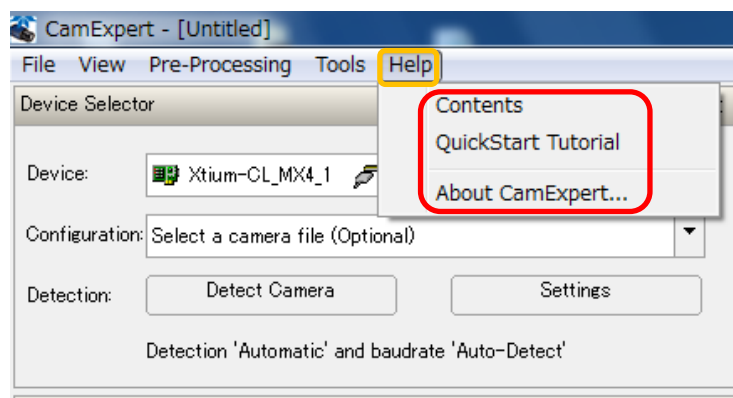 CamExpert - [Untitled]
File View Pre-Processing Tools Help
Device Selector
Contents
QuickStart Tutorial
About CamExpert...
Device: Xtium-CL_MX4_1
Configuration: Select a camera file (Optional)
Detection: Detect Camera Settings
Detection 'Automatic' and baudrate 'Auto-Detect'